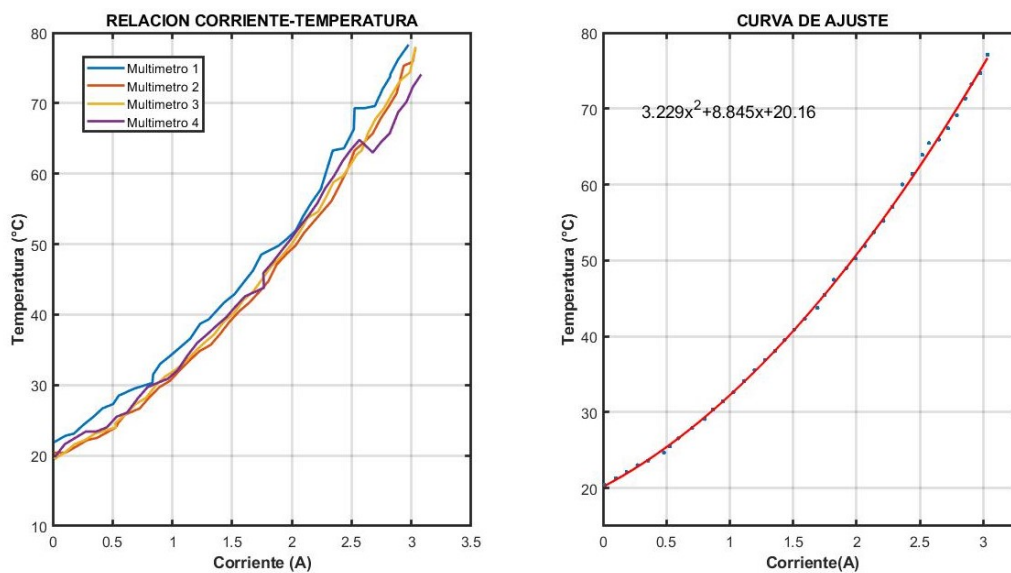 RELACION CORRIENTE-TEMPERATURA
80
70
60
50
40
30
20
10
Temperatura (°C)
Multimetro 1
Multimetro 2
Multimetro 3
Multimetro 4
0 0.5 1 1.5 2 2.5 3 3.5
Corriente (A)
CURVA DE AJUSTE
80
70
60
50
40
30
20
Temperatura (°C)
3.229x²+8.845x+20.16
0 0.5 1 1.5 2 2.5 3
Corriente(A)